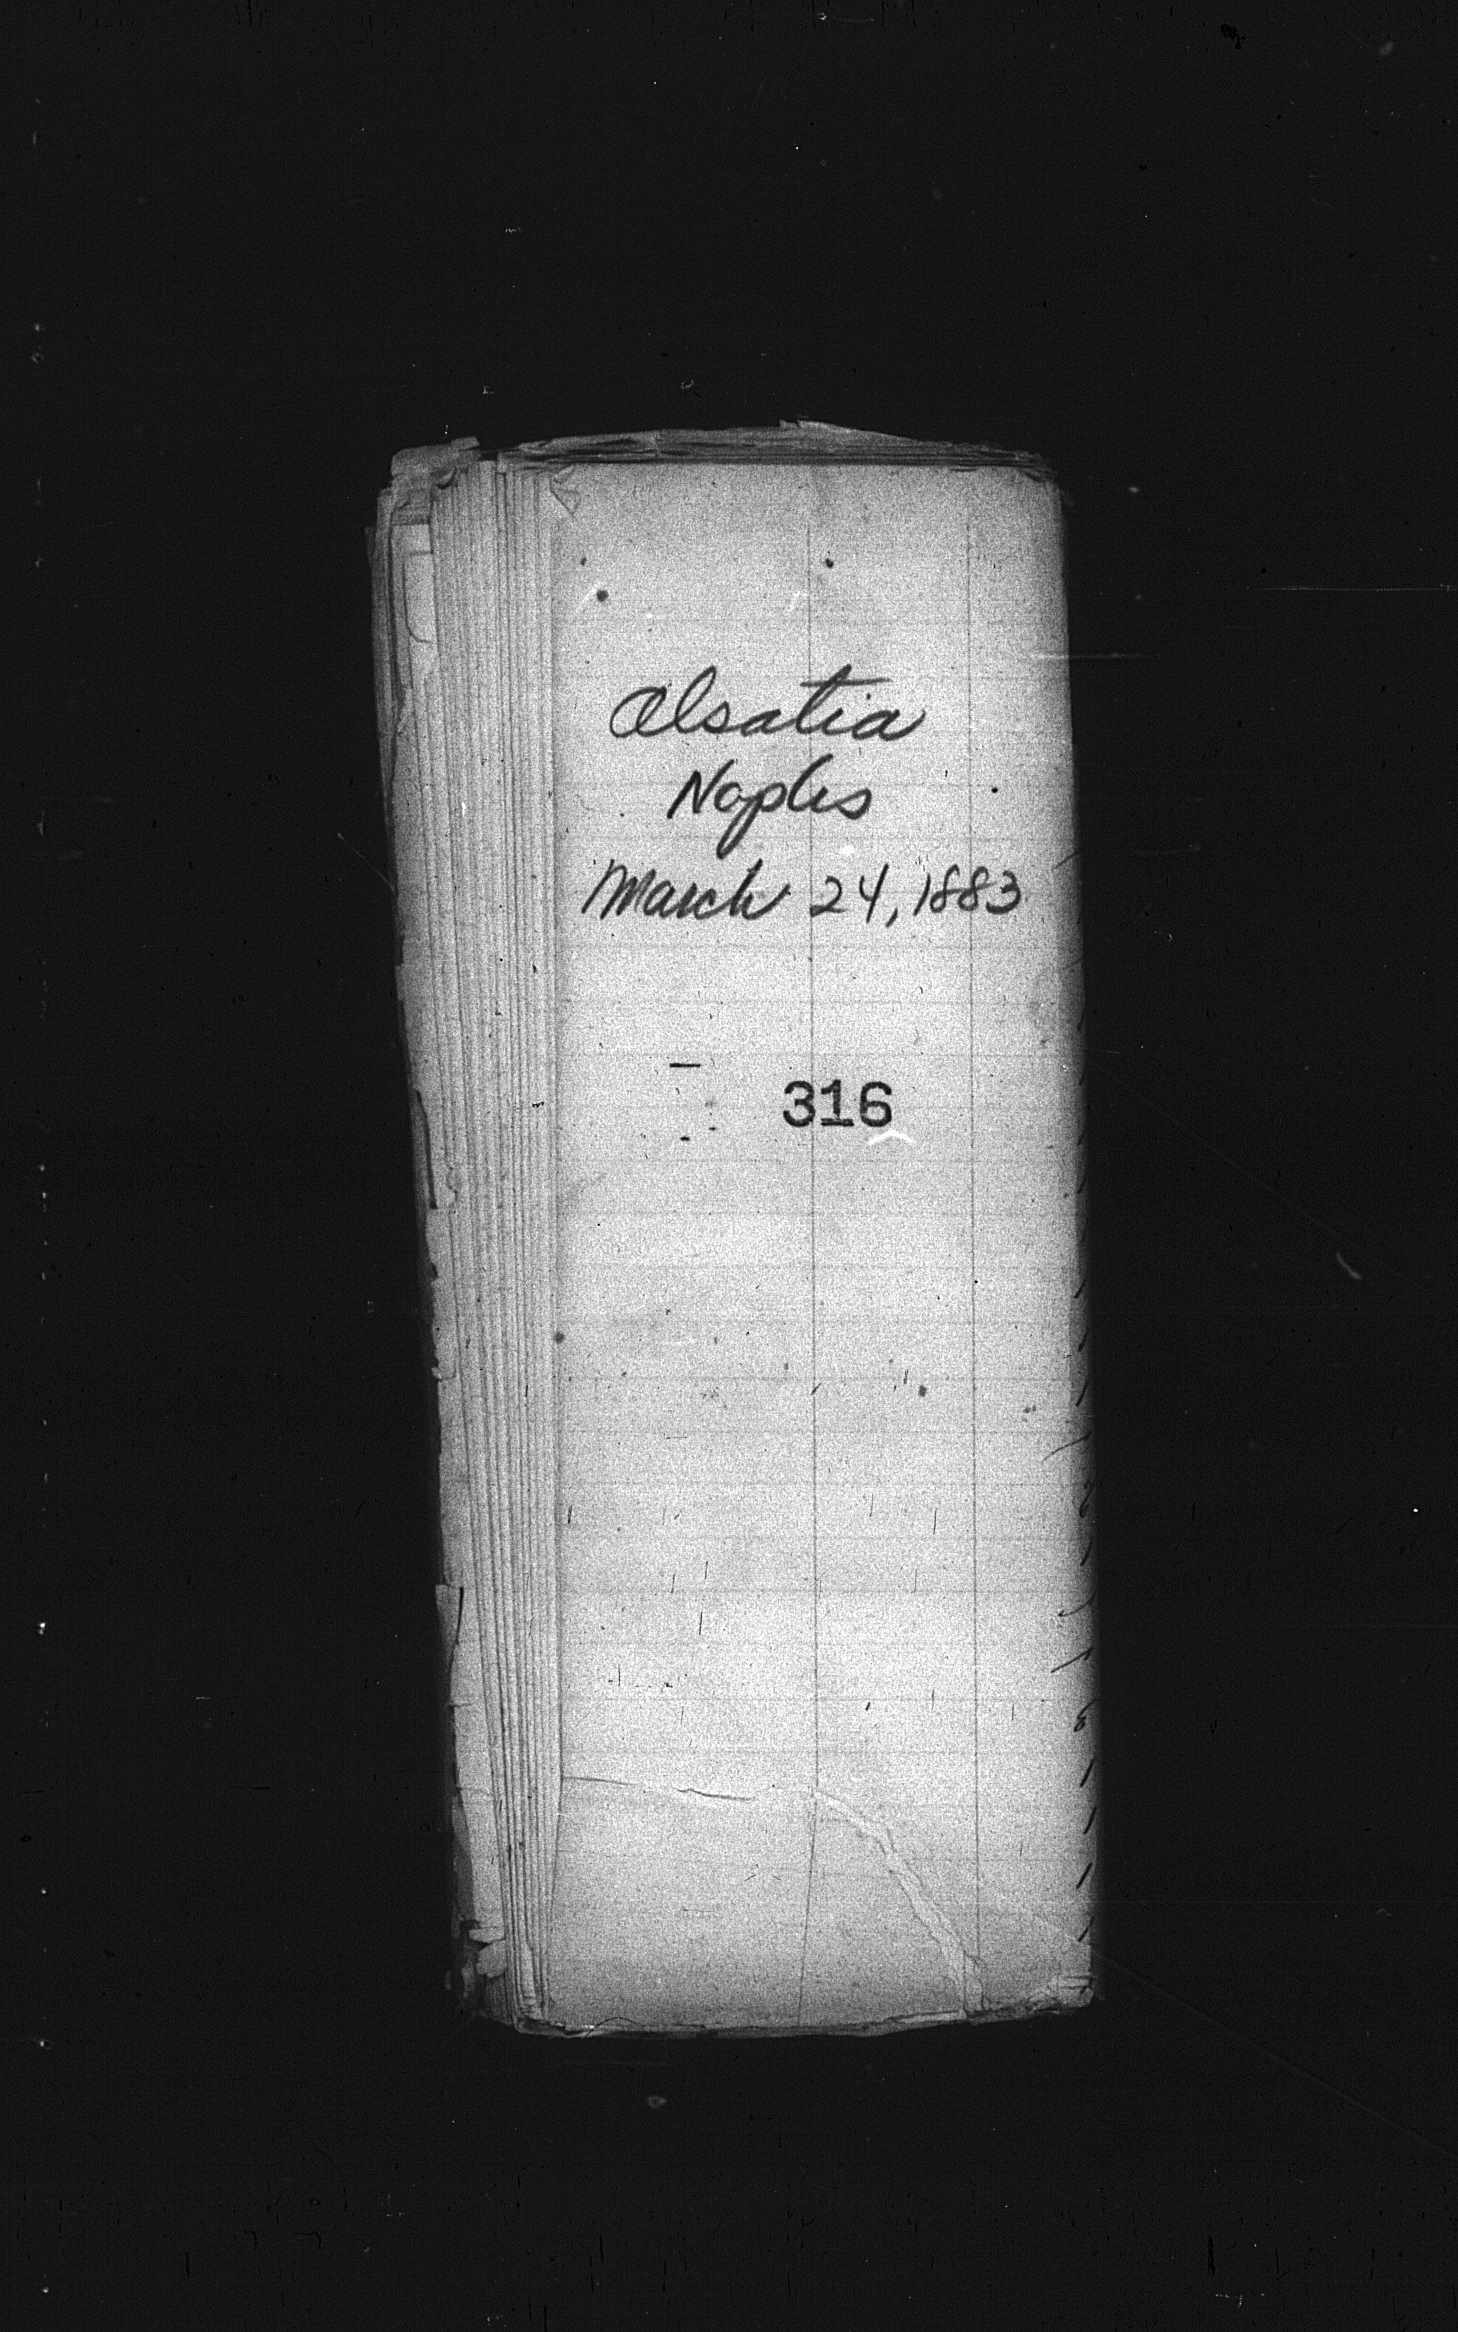 Alsatia
Naples
March 24, 1883
316